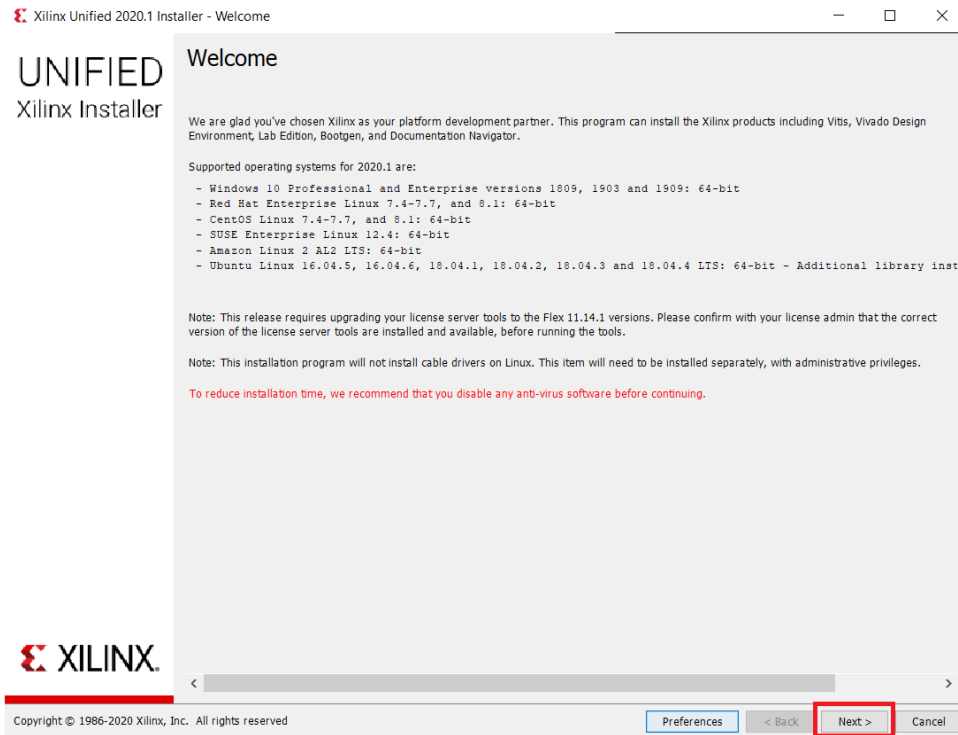 Xilinx Unified 2020.1 Installer - Welcome
UNIFIED
Xilinx Installer
Welcome
We are glad you've chosen Xilinx as your platform development partner. This program can install the Xilinx products including Vitis, Vivado Design
Environment, Lab Edition, Bootgen, and Documentation Navigator.
Supported operating systems for 2020.1 are:
- Windows 10 Professional and Enterprise versions 1809, 1903 and 1909: 64-bit
- Red Hat Enterprise Linux 7.4-7.7, and 8.1: 64-bit
- CentOS Linux 7.4-7.7, and 8.1: 64-bit
- SUSE Enterprise Linux 12.4: 64-bit
- Amazon Linux 2 AL2 LTS: 64-bit
- Ubuntu Linux 16.04.5, 16.04.6, 18.04.1, 18.04.2, 18.04.3 and 18.04.4 LTS: 64-bit - Additional library inst
Note: This release requires upgrading your license server tools to the Flex 11.14.1 versions. Please confirm with your license admin that the correct
version of the license server tools are installed and available, before running the tools.
Note: This installation program will not install cable drivers on Linux. This item will need to be installed separately, with administrative privileges.
To reduce installation time, we recommend that you disable any anti-virus software before continuing.
XILINX.
Copyright © 1986-2020 Xilinx, Inc. All rights reserved
Preferences
< Back
Next >
Cancel